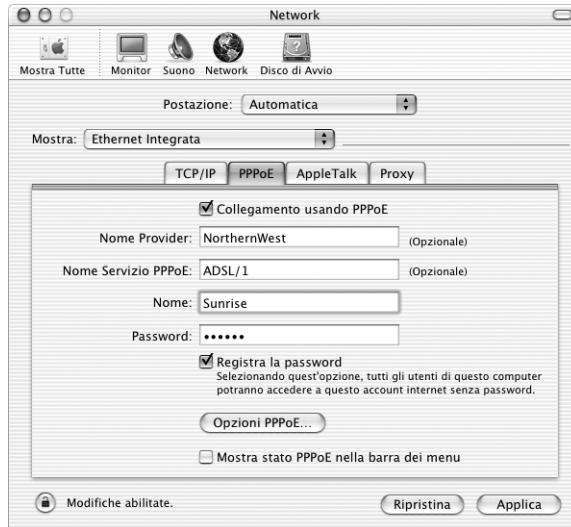 Network
Mostra Tutte Monitor Suono Network Disco di Avvio
Postazione: Automatica
Mostra: Ethernet Integrata
TCP/IP PPPoE AppleTalk Proxy
Collegamento usando PPPoE
Nome Provider: NorthernWest (Opzionale)
Nome Servizio PPPoE: ADSL/1 (Opzionale)
Nome: Sunrise
Password: ••••••
Registra la password
Selezionando quest'opzione, tutti gli utenti di questo computer
potranno accedere a questo account internet senza password.
Opzioni PPPoE...
Mostra stato PPPoE nella barra dei menu
Modifiche abilitate. Ripristina Applica